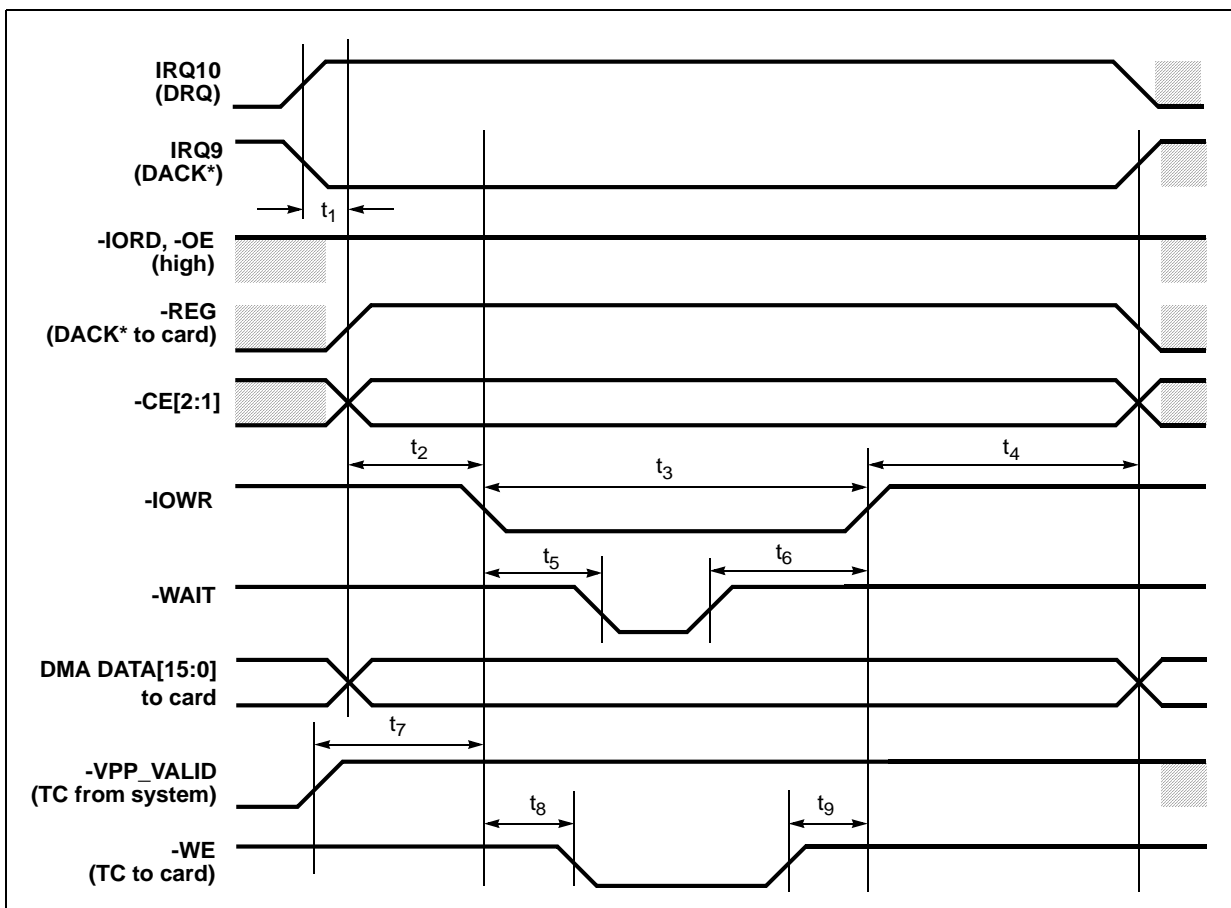 IRQ10
(DRQ)
IRQ9
(DACK*)
t1
-IORD, -OE
(high)
-REG
(DACK* to card)
-CE[2:1]
t2
t3
t4
-IOWR
t5
t6
-WAIT
DMA DATA[15:0]
to card
t7
-VPP_VALID
(TC from system)
t8
t9
-WE
(TC to card)